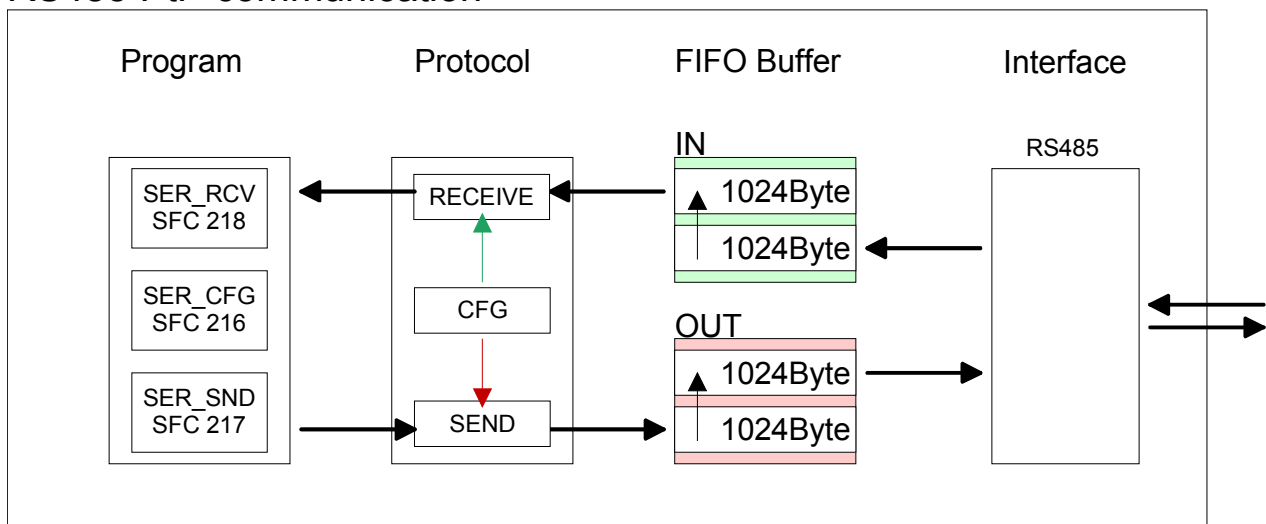 Program
Protocol
FIFO Buffer
Interface
IN
RS485
SER_RCV
SFC 218
RECEIVE
1024Byte
1024Byte
SER_CFG
SFC 216
CFG
OUT
1024Byte
SER_SND
SFC 217
SEND
1024Byte